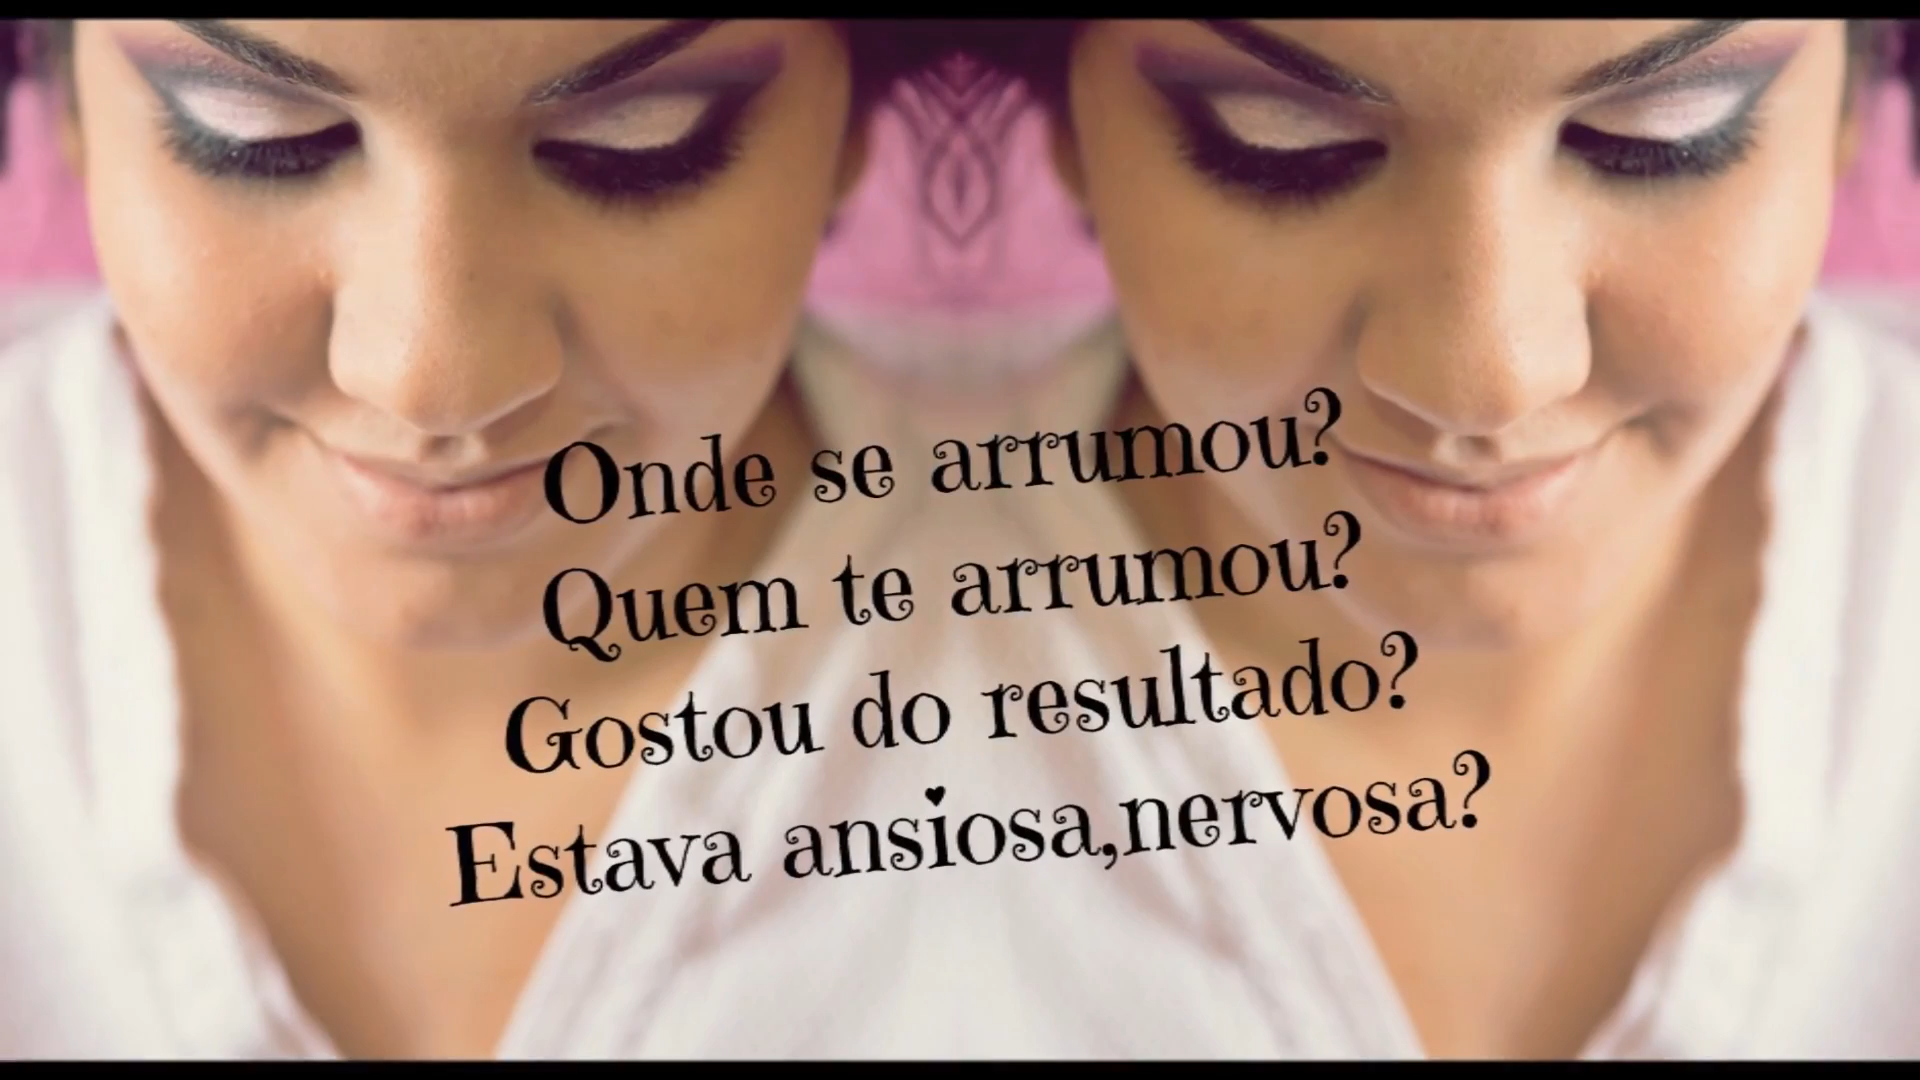 Onde se arrumou?
Quem te arrumou?
Gostou do resultado?
Estava ansiosa,nervosa?